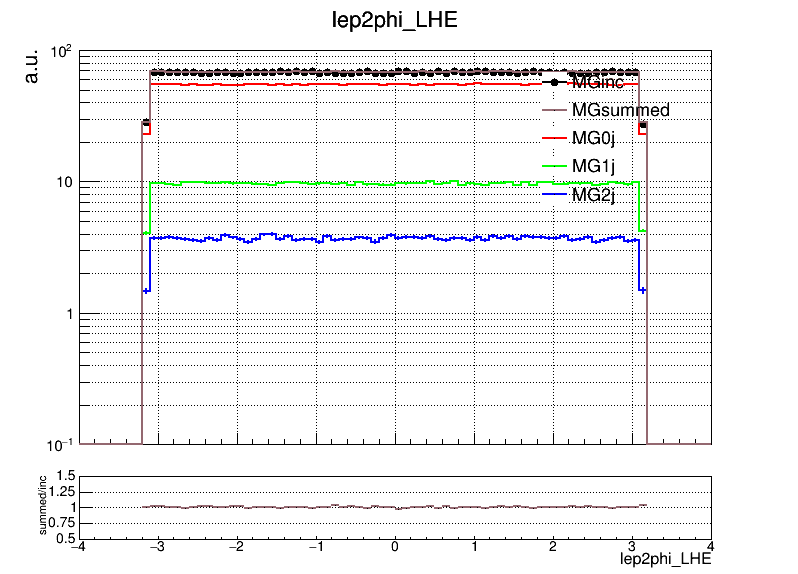 lep2phi_LHE
a.u.
10²
10
1
10⁻¹
MGinc
MGsummed
MG0j
MG1j
MG2j
summed/inc
1.5
1.25
1
0.75
0.5
−4 −3 −2 −1 0 1 2 3 4
lep2phi_LHE